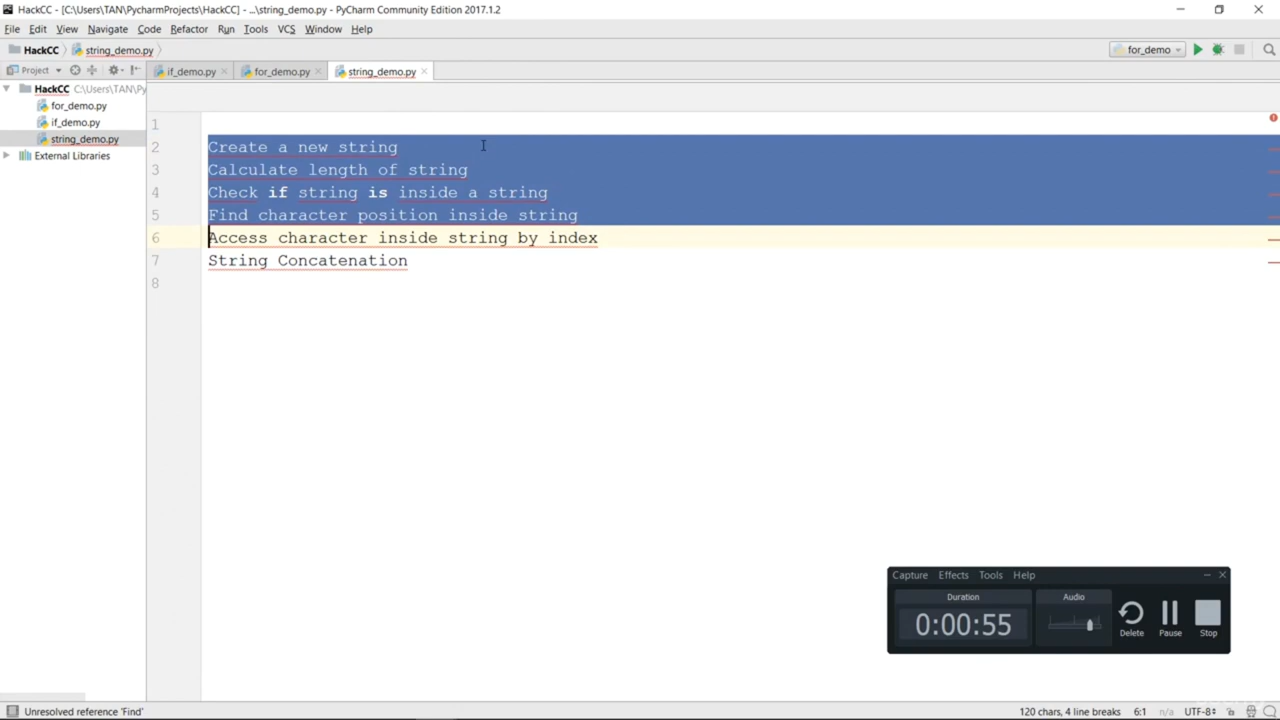 HackCC - [C:\Users\TAN\PycharmProjects\HackCC] - ...\string_demo.py - PyCharm Community Edition 2017.1.2
File Edit View Navigate Code Refactor Run Tools VCS Window Help
HackCC string_demo.py for_demo
Project if_demo.py for_demo.py string_demo.py
HackCC C:\Users\TAN\Py
for_demo.py
if_demo.py
string_demo.py
External Libraries
1
2 Create a new string
3 Calculate length of string
4 Check if string is inside a string
5 Find character position inside string
6 Access character inside string by index
7 String Concatenation
8
Capture Effects Tools Help
Duration Audio
0:00:55
Delete Pause Stop
Unresolved reference 'Find' 120 chars, 4 line breaks 6:1 n/a UTF-8